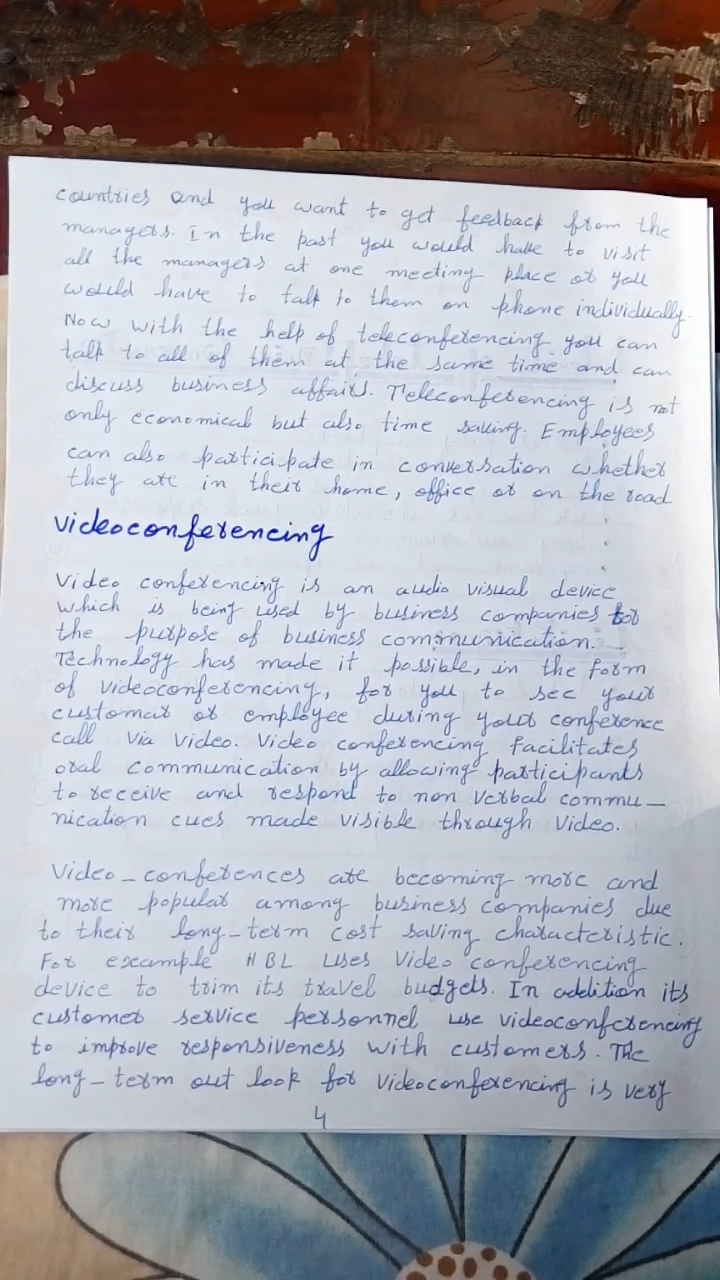 countries and you want to get feedback from the
managers. In the past you would have to visit
all the managers at one meeting place or you
would have to talk to them on phone individually.
Now with the help of teleconferencing you can
talk to all of them at the same time and can
discuss business affairs. Teleconferencing is not
only economical but also time saving. Employees
can also participate in conversation whether
they are in their home, office or on the road
videoconferencing
Video conferencing is an audio visual device
which is being used by business companies for
the purpose of business communication.
Technology has made it possible, in the form
of videoconferencing, for you to see your
customar or employee during your conference
call via video. Video conferencing facilitates
oral communication by allowing participants
to receive and respond to non verbal commu-
nication cues made visible through video.
Video-conferences are becoming more and
more popular among business companies due
to their long-term cost saving characteristic.
For example HBL uses video conferencing
device to trim its travel budgets. In addition its
customer service personnel use videoconferencing
to improve responsiveness with customers. The
long-term out look for videoconferencing is very
4